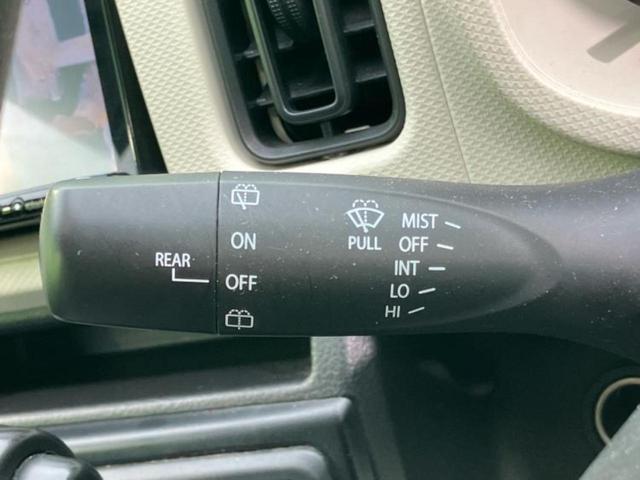 REAR
ON
OFF
PULL
MIST
OFF
INT
LO
HI